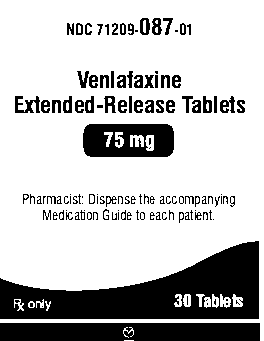 NDC 71209-087-01
Venlafaxine
Extended-Release Tablets
75 mg
Pharmacist: Dispense the accompanying
Medication Guide to each patient.
Rx only
30 Tablets